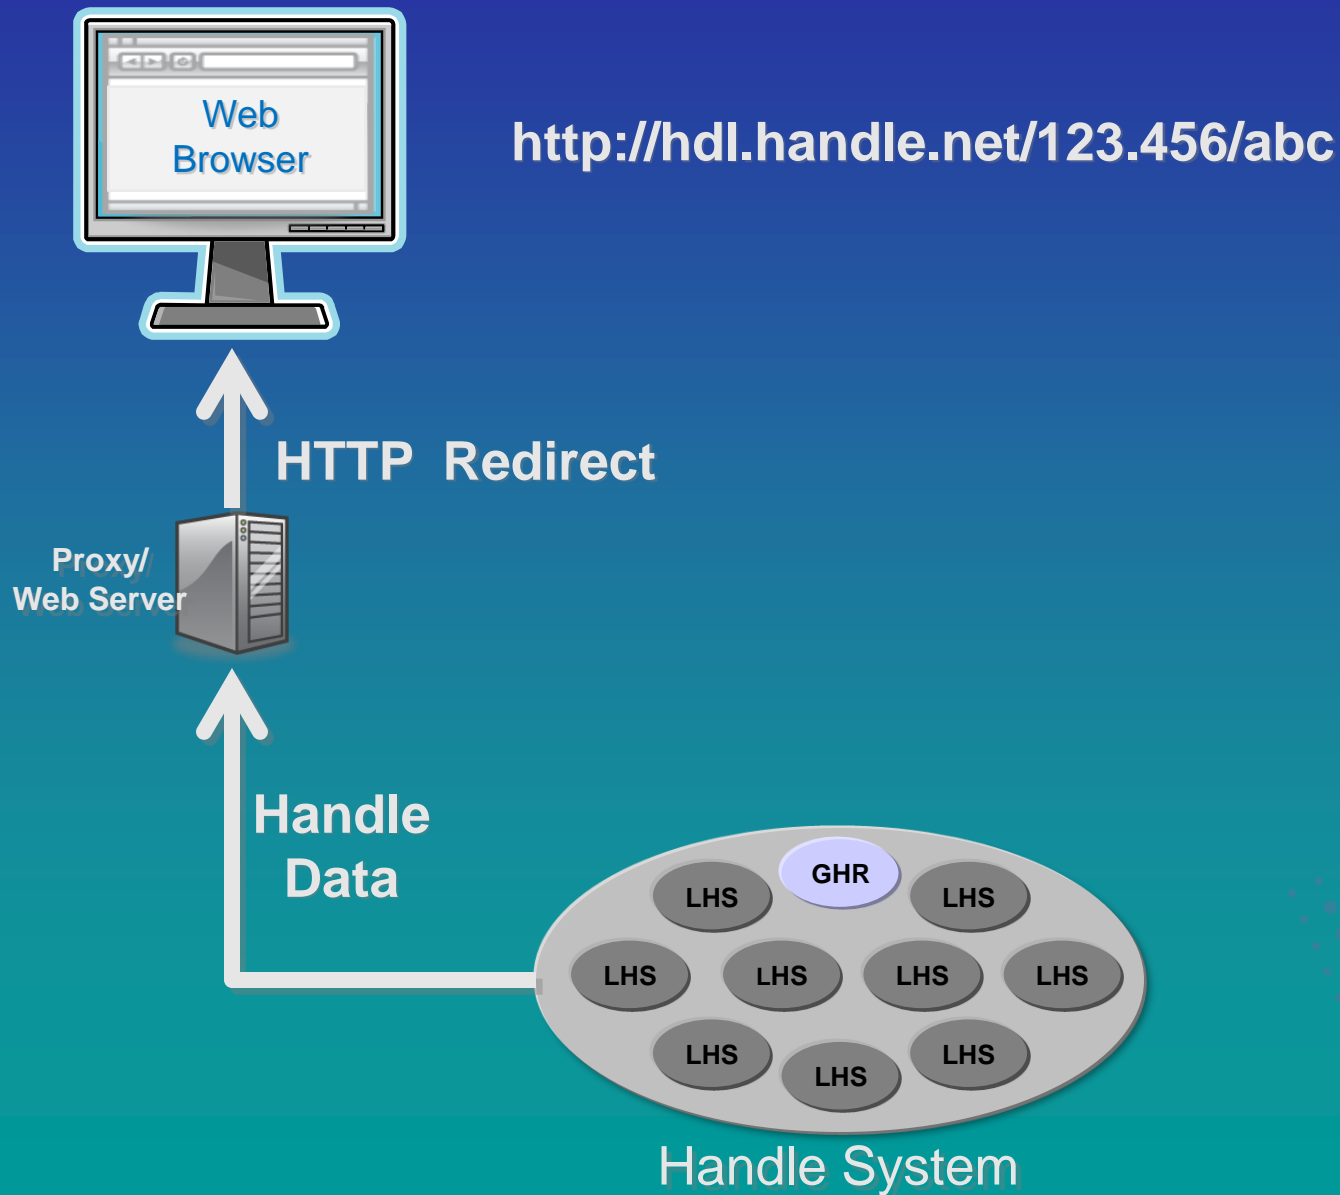 Web
Browser
http://hdl.handle.net/123.456/abc
HTTP Redirect
Proxy/
Web Server
Handle
Data
GHR
LHS
LHS
LHS
LHS
LHS
LHS
LHS
LHS
LHS
Handle System